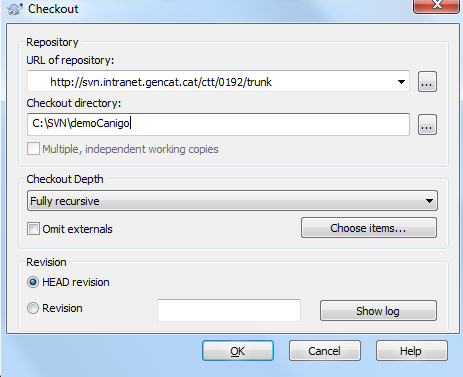 Checkout
Repository
URL of repository:
http://svn.intranet.gencat.cat/ctt/0192/trunk
...
Checkout directory:
C:\SVN\demoCanigo
...
Multiple, independent working copies
Checkout Depth
Fully recursive
Omit externals
Choose items...
Revision
HEAD revision
Revision
Show log
OK
Cancel
Help